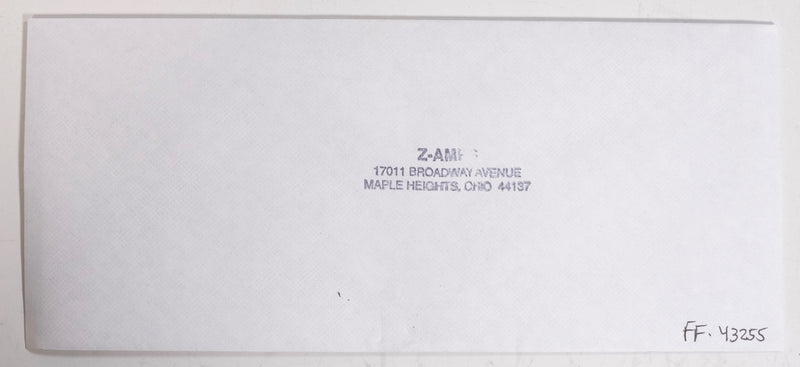 17011 BROADWAY AVENUE
MAPLE HEIGHTS, OHIO 44137
FF. 43255